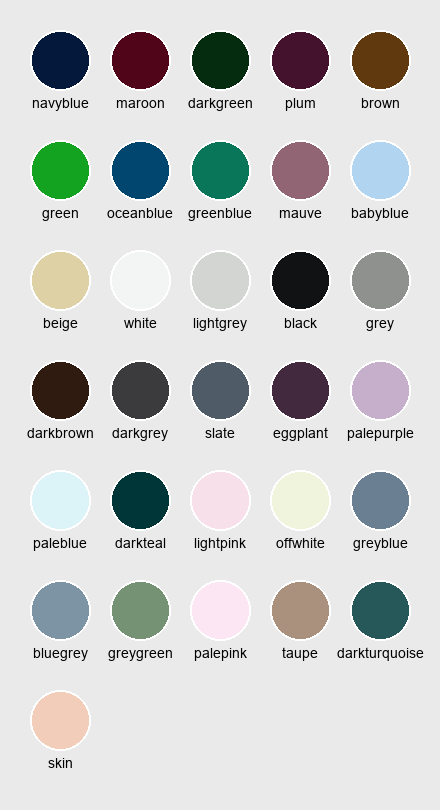 navyblue maroon darkgreen plum brown
green oceanblue greenblue mauve babyblue
beige white lightgrey black grey
darkbrown darkgrey slate eggplant palepurple
paleblue darkteal lightpink offwhite greyblue
bluegrey greygreen palepink taupe darkturquoise
skin